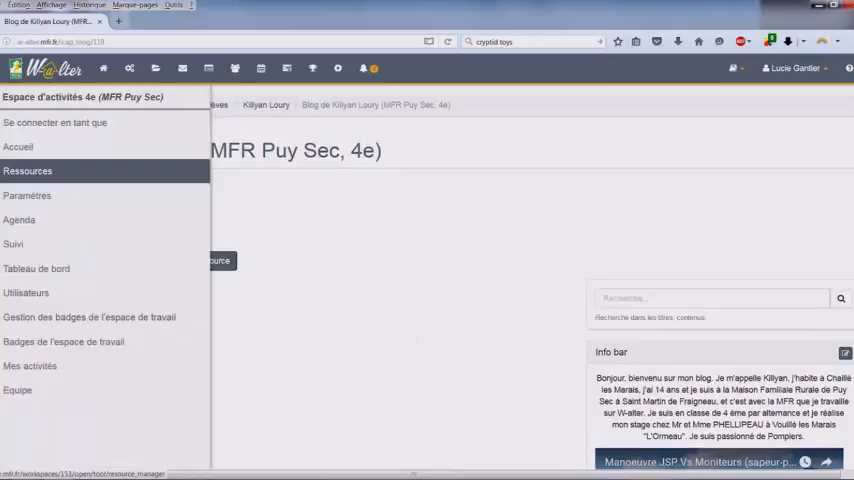 Édition Affichage Historique Marque-pages Outils ?
Blog de Killyan Loury (MFR... ×
w-alter.mfr.fr/icap_blog/119
cryptid toys
W@lter
Lucie Gantier
Espace d'activités 4e (MFR Puy Sec)
èves / Killyan Loury / Blog de Killyan Loury (MFR Puy Sec, 4e)
Se connecter en tant que
Accueil
MFR Puy Sec, 4e)
Ressources
Paramètres
Agenda
Suivi
ource
Tableau de bord
Utilisateurs
Recherche...
Gestion des badges de l'espace de travail
Recherche dans les titres, contenus
Badges de l'espace de travail
Info bar
Mes activités
Equipe
Bonjour, bienvenu sur mon blog. Je m'appelle Killyan, j'habite à Chaillé
les Marais, j'ai 14 ans et je suis à la Maison Familiale Rurale de Puy
Sec à Saint Martin de Fraigneau, et c'est avec la MFR que je travaille
sur W-alter. Je suis en classe de 4 éme par alternance et je réalise
mon stage chez Mr et Mme PHELLIPEAU à Vouillé les Marais
"L'Ormeau". Je suis passionné de Pompiers.
Manoeuvre JSP Vs Moniteurs (sapeur-p...
.mfr.fr/workspaces/153/open/tool/resource_manager